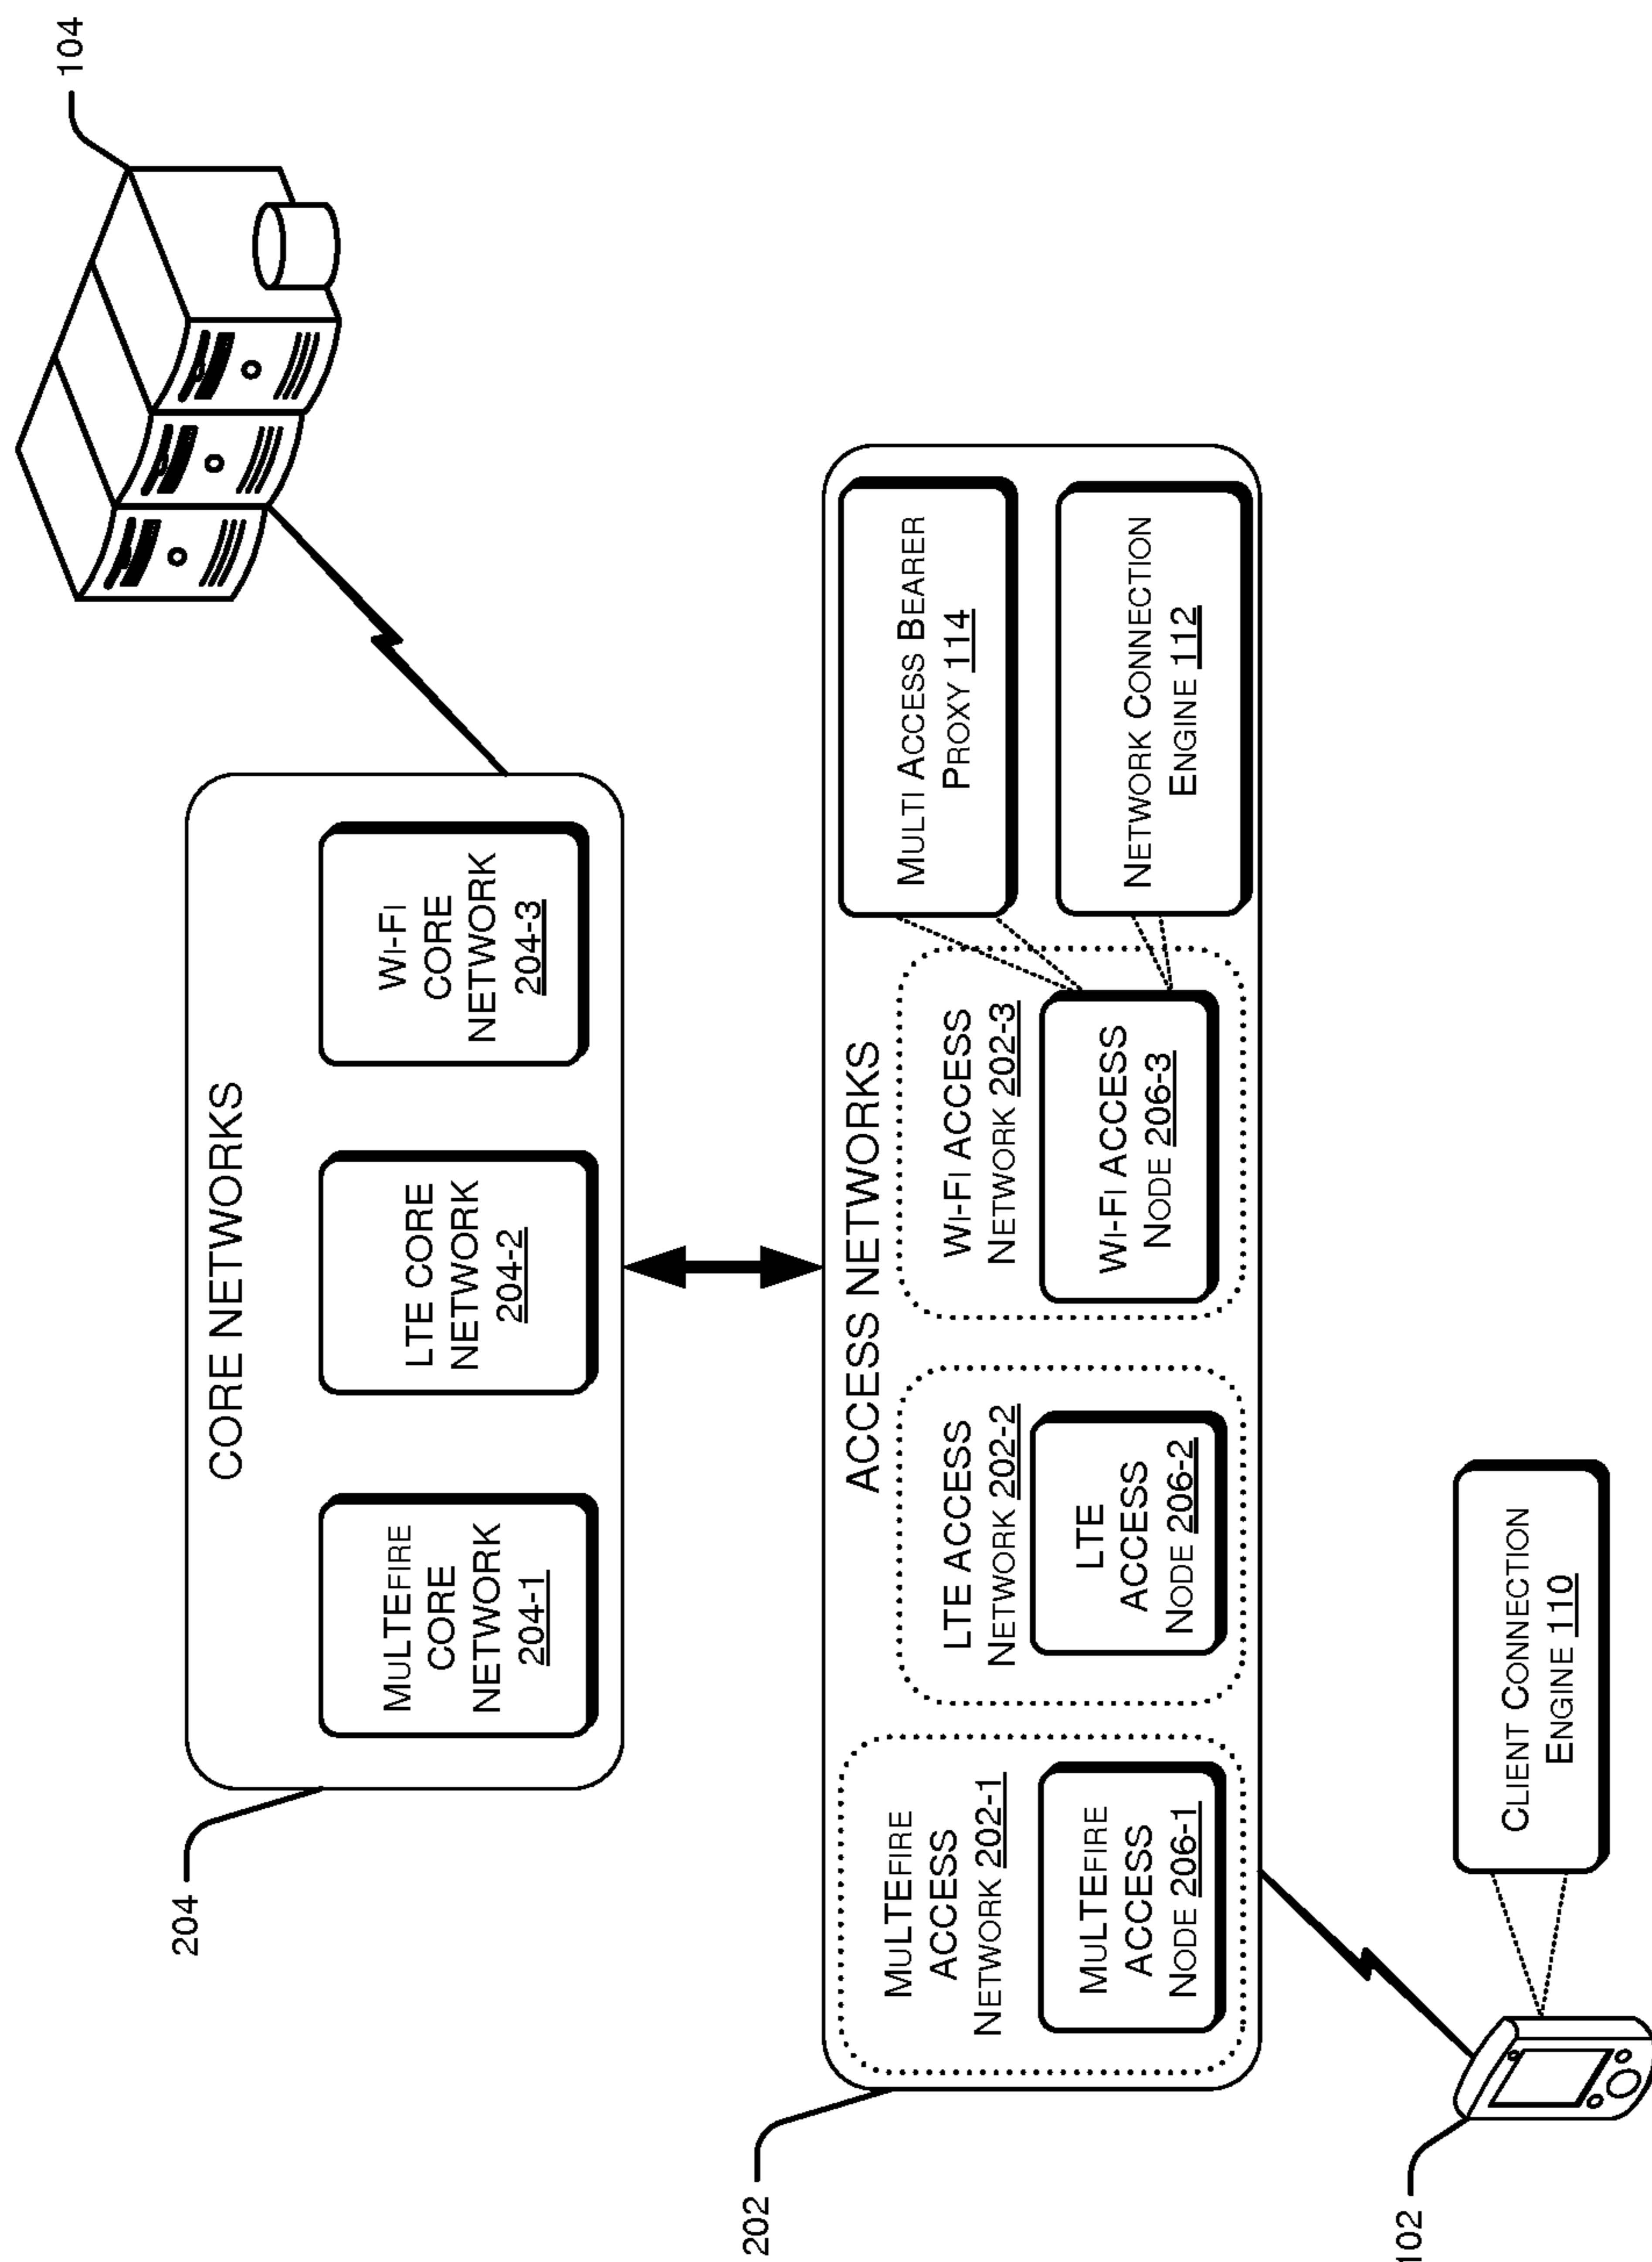 104
CORE NETWORKS
204
MULTEFIRE
CORE
NETWORK
204-1
LTE CORE
NETWORK
204-2
WI-FI
CORE
NETWORK
204-3
ACCESS NETWORKS
202
MULTEFIRE
ACCESS
NETWORK 202-1
MULTEFIRE
ACCESS
NODE 206-1
LTE ACCESS
NETWORK 202-2
LTE
ACCESS
NODE 206-2
WI-FI ACCESS
NETWORK 202-3
WI-FI ACCESS
NODE 206-3
MULTI ACCESS BEARER
PROXY 114
NETWORK CONNECTION
ENGINE 112
102
CLIENT CONNECTION
ENGINE 110